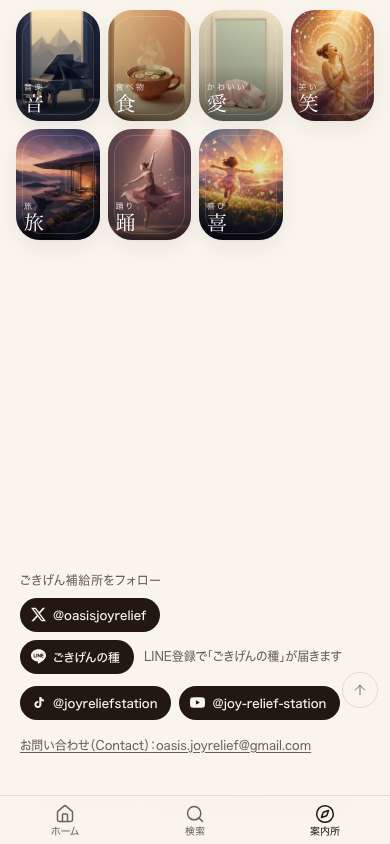 音楽
音
食べ物
食
かわいい
愛
笑い
笑
旅
旅
踊り
踊
喜び
喜
ごきげん補給所をフォロー
@oasisjoyrelief
LINE
ごきげんの種
LINE登録で「ごきげんの種」が届きます
@joyreliefstation
@joy-relief-station
お問い合わせ(Contact):oasis.joyrelief@gmail.com
ホーム
検索
案内所